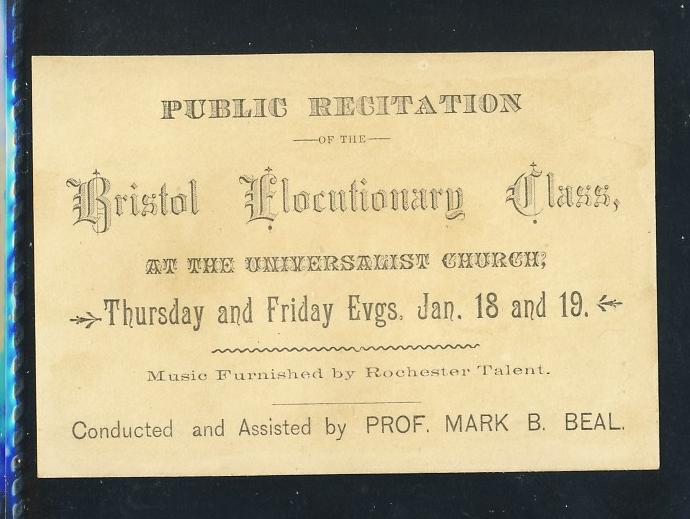 PUBLIC RECITATION
—OF THE—
Bristol Elocutionary Class,
AT THE UNIVERSALIST CHURCH,
Thursday and Friday Evgs, Jan. 18 and 19.
Music Furnished by Rochester Talent.
Conducted and Assisted by PROF. MARK B. BEAL.